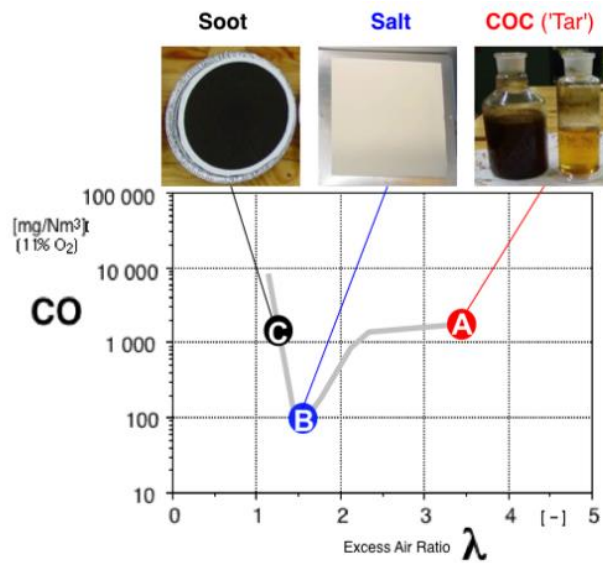 Soot Salt COC ('Tar')
100 000
[mg/Nm³]
(11% O₂)
10 000
CO
1 000
100
10
C
B
A
0 1 2 3 4 [-] 5
Excess Air Ratio λ